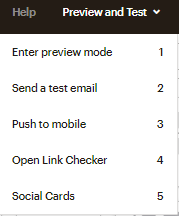 Help Preview and Test
Enter preview mode 1
Send a test email 2
Push to mobile 3
Open Link Checker 4
Social Cards 5